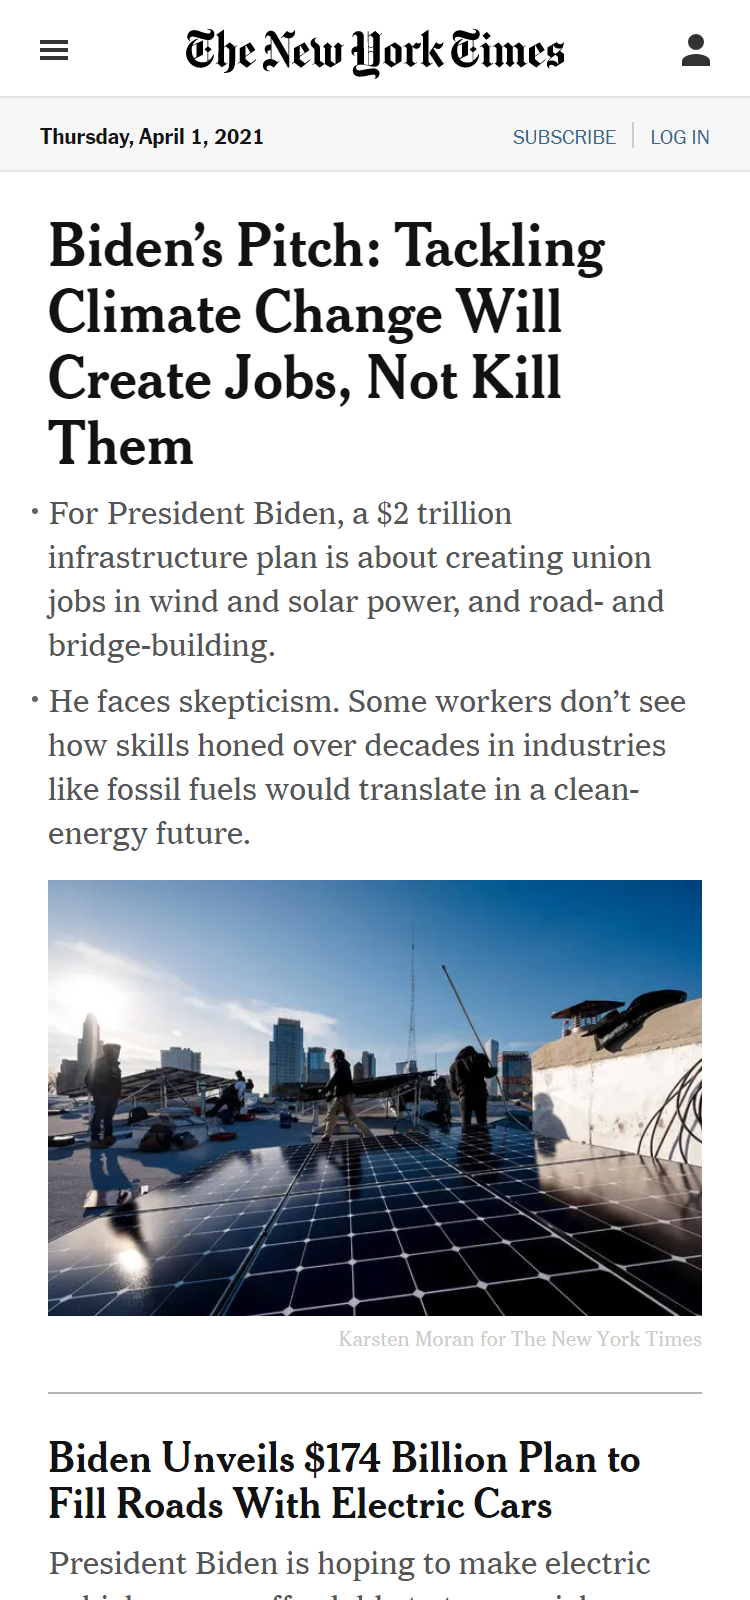 The New York Times
Thursday, April 1, 2021
SUBSCRIBE
LOG IN
Biden’s Pitch: Tackling
Climate Change Will
Create Jobs, Not Kill
Them
• For President Biden, a $2 trillion
infrastructure plan is about creating union
jobs in wind and solar power, and road- and
bridge-building.
• He faces skepticism. Some workers don’t see
how skills honed over decades in industries
like fossil fuels would translate in a clean-
energy future.
Karsten Moran for The New York Times
Biden Unveils $174 Billion Plan to
Fill Roads With Electric Cars
President Biden is hoping to make electric